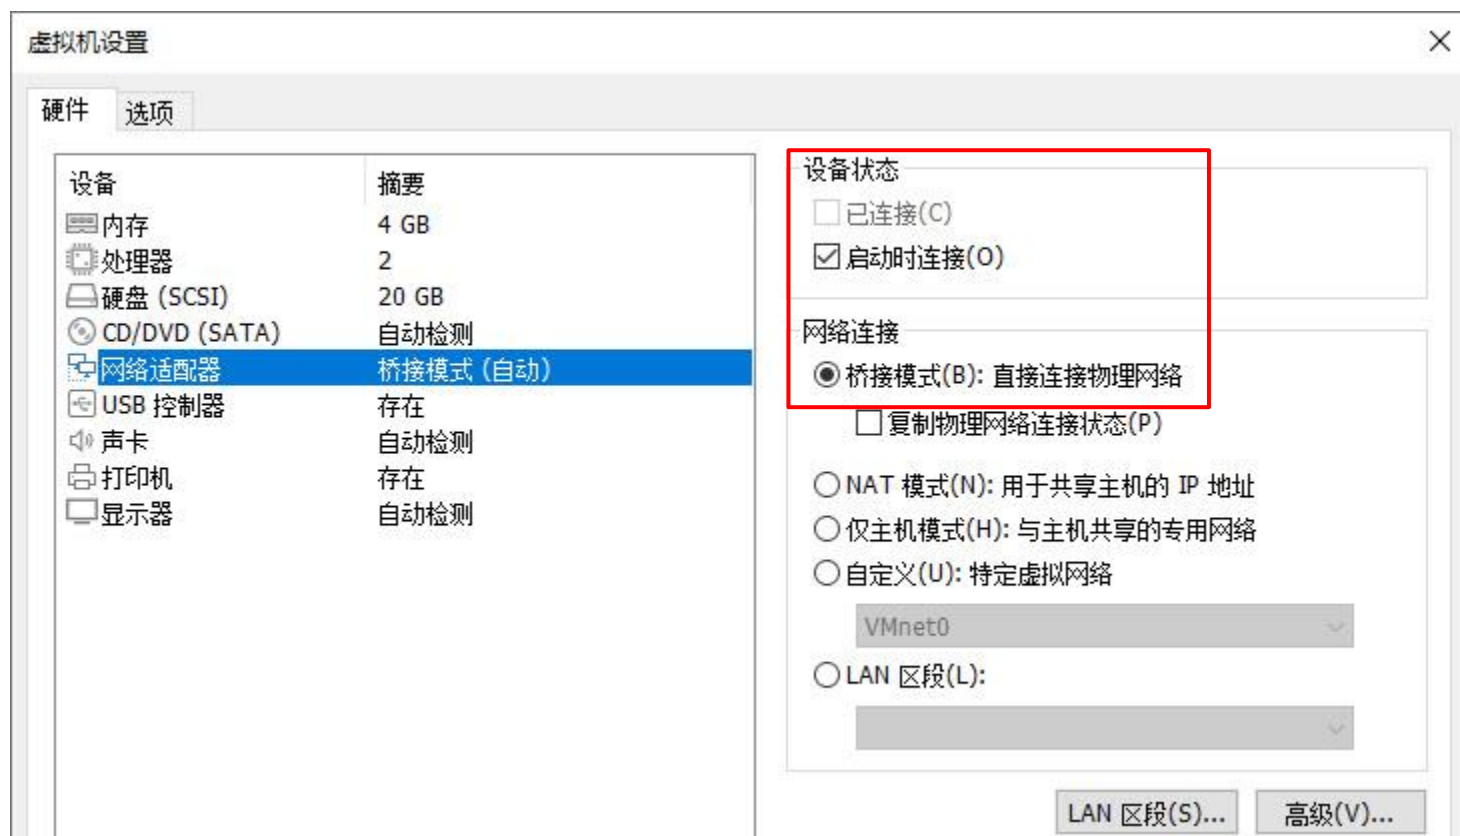 虚拟机设置
硬件 选项
设备 摘要
内存 4 GB
处理器 2
硬盘 (SCSI) 20 GB
CD/DVD (SATA) 自动检测
网络适配器 桥接模式 (自动)
USB 控制器 存在
声卡 自动检测
打印机 存在
显示器 自动检测
设备状态
已连接(C)
启动时连接(O)
网络连接
桥接模式(B): 直接连接物理网络
复制物理网络连接状态(P)
NAT 模式(N): 用于共享主机的 IP 地址
仅主机模式(H): 与主机共享的专用网络
自定义(U): 特定虚拟网络
VMnet0
LAN 区段(L):
LAN 区段(S)... 高级(V)...